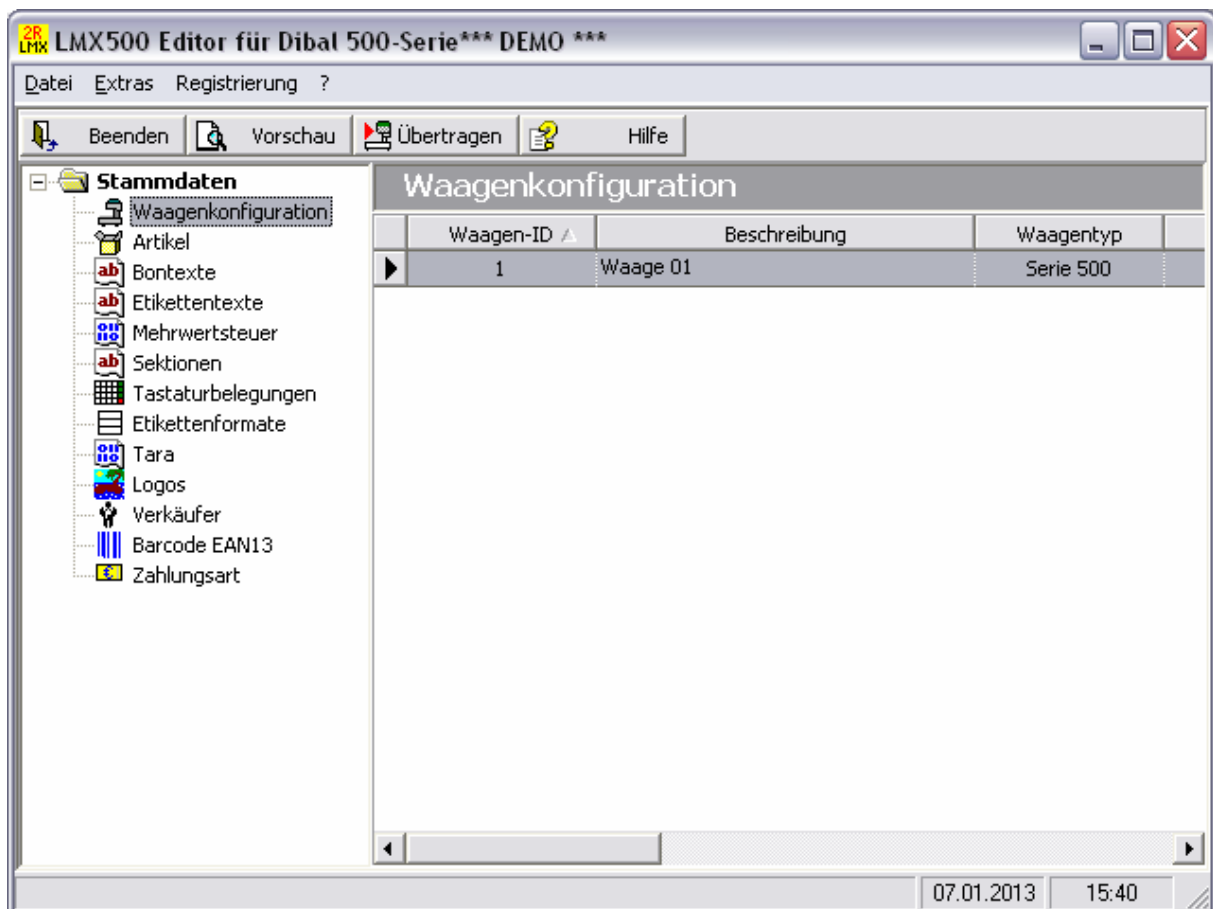 2R LMX LMX500 Editor für Dibal 500-Serie*** DEMO ***
Datei Extras Registrierung ?
Beenden Vorschau Übertragen Hilfe
Stammdaten
Waagenkonfiguration
Artikel
Bontexte
Etikettentexte
Mehrwertsteuer
Sektionen
Tastaturbelegungen
Etikettenformate
Tara
Logos
Verkäufer
Barcode EAN13
Zahlungsart
Waagenkonfiguration
Waagen-ID Beschreibung Waagentyp
1 Waage 01 Serie 500
07.01.2013 15:40